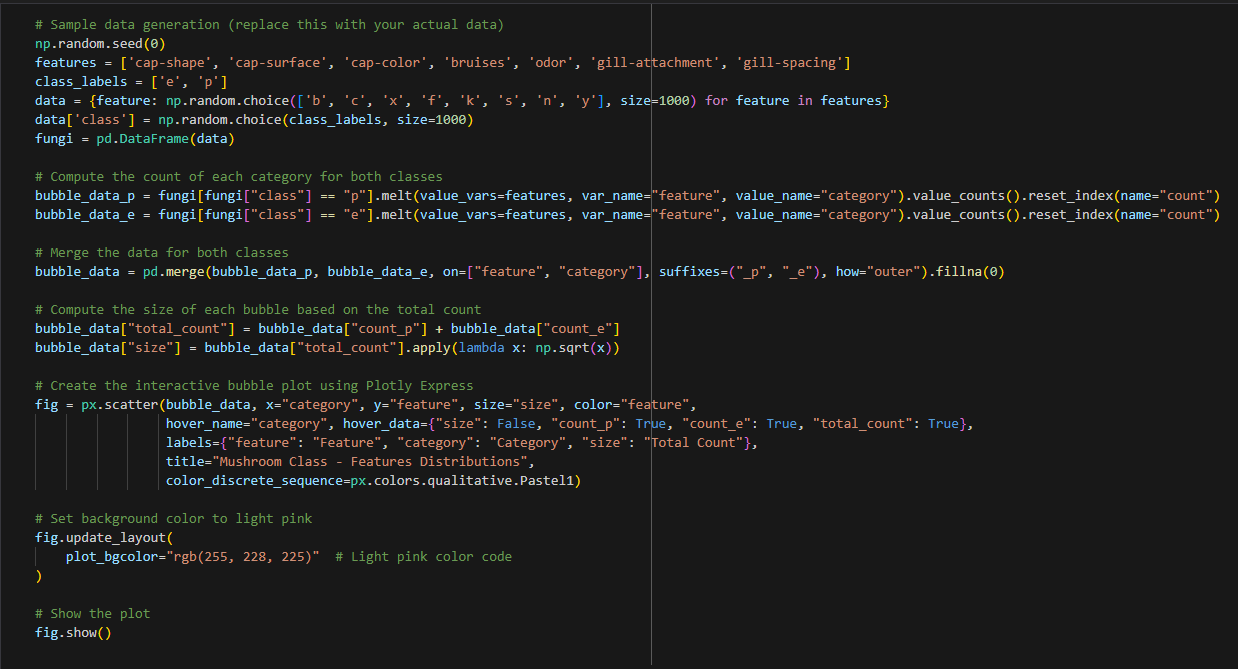 # Sample data generation (replace this with your actual data)
np.random.seed(0)
features = ['cap-shape', 'cap-surface', 'cap-color', 'bruises', 'odor', 'gill-attachment', 'gill-spacing']
class_labels = ['e', 'p']
data = {feature: np.random.choice(['b', 'c', 'x', 'f', 'k', 's', 'n', 'y'], size=1000) for feature in features}
data['class'] = np.random.choice(class_labels, size=1000)
fungi = pd.DataFrame(data)

# Compute the count of each category for both classes
bubble_data_p = fungi[fungi["class"] == "p"].melt(value_vars=features, var_name="feature", value_name="category").value_counts().reset_index(name="count")
bubble_data_e = fungi[fungi["class"] == "e"].melt(value_vars=features, var_name="feature", value_name="category").value_counts().reset_index(name="count")

# Merge the data for both classes
bubble_data = pd.merge(bubble_data_p, bubble_data_e, on=["feature", "category"], suffixes=("_p", "_e"), how="outer").fillna(0)

# Compute the size of each bubble based on the total count
bubble_data["total_count"] = bubble_data["count_p"] + bubble_data["count_e"]
bubble_data["size"] = bubble_data["total_count"].apply(lambda x: np.sqrt(x))

# Create the interactive bubble plot using Plotly Express
fig = px.scatter(bubble_data, x="category", y="feature", size="size", color="feature",
                 hover_name="category", hover_data={"size": False, "count_p": True, "count_e": True, "total_count": True},
                 labels={"feature": "Feature", "category": "Category", "size": "Total Count"},
                 title="Mushroom Class - Features Distributions",
                 color_discrete_sequence=px.colors.qualitative.Pastel1)

# Set background color to light pink
fig.update_layout(
    plot_bgcolor="rgb(255, 228, 225)"  # Light pink color code
)

# Show the plot
fig.show()